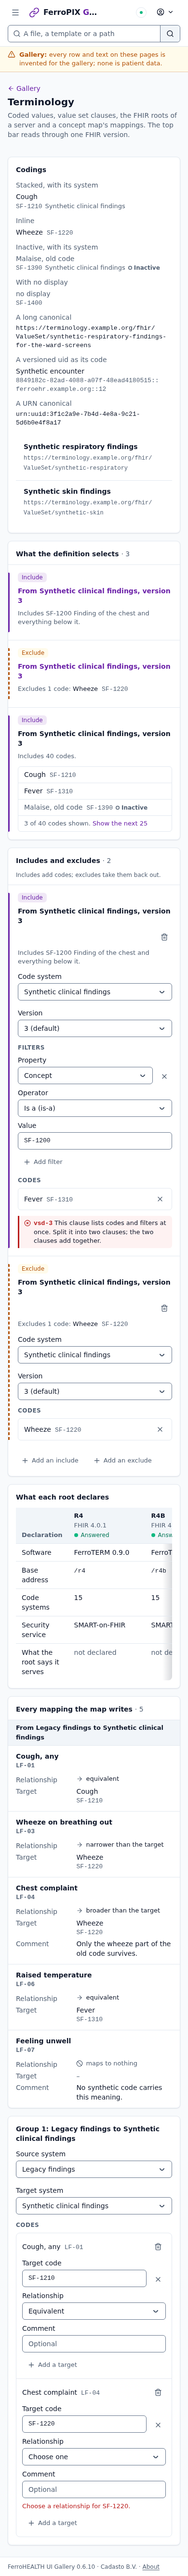 FerroPIX G…
A file, a template or a path
Gallery: every row and text on these pages is
invented for the gallery; none is patient data.
← Gallery
Terminology
Coded values, value set clauses, the FHIR roots of
a server and a concept map's mappings. The top
bar reads through one FHIR version.
Codings
Stacked, with its system
Cough
SF-1210 Synthetic clinical findings
Inline
Wheeze SF-1220
Inactive, with its system
Malaise, old code
SF-1390 Synthetic clinical findings Inactive
With no display
no display
SF-1400
A long canonical
https://terminology.example.org/fhir/
ValueSet/synthetic-respiratory-findings-
for-the-ward-screens
A versioned uid as its code
Synthetic encounter
8849182c-82ad-4088-a07f-48ead4180515::
ferroehr.example.org::12
A URN canonical
urn:uuid:3f1c2a9e-7b4d-4e8a-9c21-
5d6b0e4f8a17
Synthetic respiratory findings
https://terminology.example.org/fhir/
ValueSet/synthetic-respiratory
Synthetic skin findings
https://terminology.example.org/fhir/
ValueSet/synthetic-skin
What the definition selects · 3
Include
From Synthetic clinical findings, version
3
Includes SF-1200 Finding of the chest and
everything below it.
Exclude
From Synthetic clinical findings, version
3
Excludes 1 code: Wheeze SF-1220
Include
From Synthetic clinical findings, version
3
Includes 40 codes.
Cough SF-1210
Fever SF-1310
Malaise, old code SF-1390 Inactive
3 of 40 codes shown. Show the next 25
Includes and excludes · 2
Includes add codes; excludes take them back out.
Include
From Synthetic clinical findings, version
3
Includes SF-1200 Finding of the chest and
everything below it.
Code system
Synthetic clinical findings
Version
3 (default)
FILTERS
Property
Concept
Operator
Is a (is-a)
Value
SF-1200
Add filter
CODES
Fever SF-1310
vsd-3 This clause lists codes and filters at
once. Split it into two clauses; the two
clauses add together.
Exclude
From Synthetic clinical findings, version
3
Excludes 1 code: Wheeze SF-1220
Code system
Synthetic clinical findings
Version
3 (default)
CODES
Wheeze SF-1220
Add an include Add an exclude
What each root declares
R4 R4B
FHIR 4.0.1 FHIR 4
Declaration Answered Answ
Software FerroTERM 0.9.0 FerroT
Base address /r4 /r4b
Code systems 15 15
Security service SMART-on-FHIR SMART
What the root says it serves not declared not de
Every mapping the map writes · 5
From Legacy findings to Synthetic clinical
findings
Cough, any
LF-01
Relationship → equivalent
Target Cough
SF-1210
Wheeze on breathing out
LF-03
Relationship → narrower than the target
Target Wheeze
SF-1220
Chest complaint
LF-04
Relationship → broader than the target
Target Wheeze
SF-1220
Comment Only the wheeze part of the
old code survives.
Raised temperature
LF-06
Relationship → equivalent
Target Fever
SF-1310
Feeling unwell
LF-07
Relationship maps to nothing
Target –
Comment No synthetic code carries
this meaning.
Group 1: Legacy findings to Synthetic
clinical findings
Source system
Legacy findings
Target system
Synthetic clinical findings
CODES
Cough, any LF-01
Target code
SF-1210
Relationship
Equivalent
Comment
Optional
Add a target
Chest complaint LF-04
Target code
SF-1220
Relationship
Choose one
Comment
Optional
Choose a relationship for SF-1220.
Add a target
FerroHEALTH UI Gallery 0.6.10 · Cadasto B.V. · About